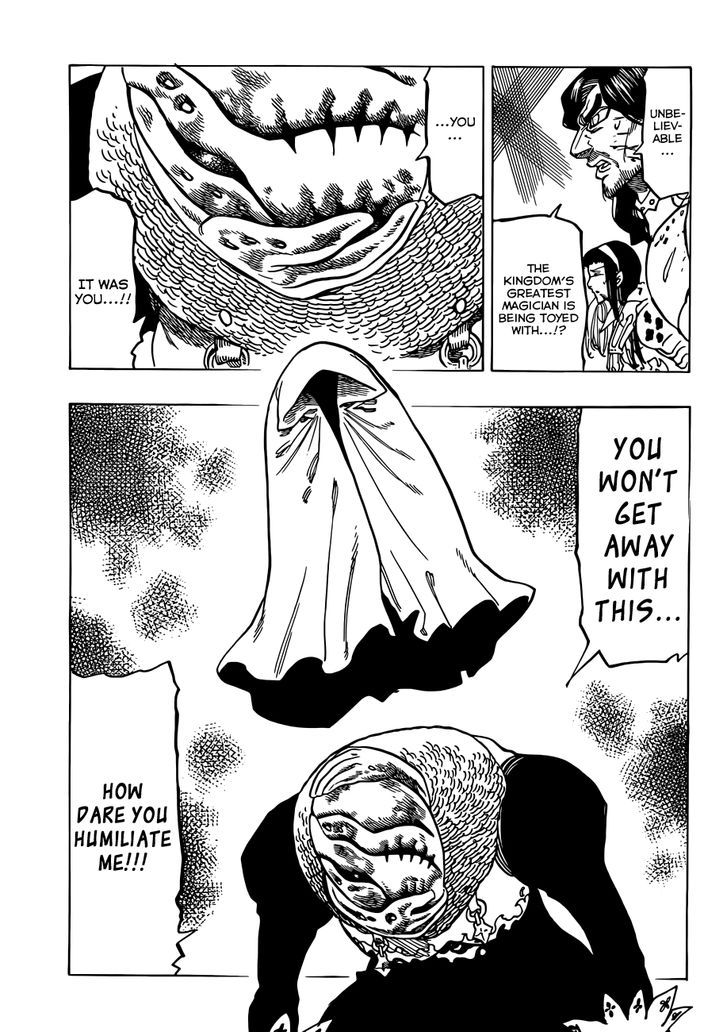 UNBE-
LIEV-
ABLE
...
THE
KINGDOM'S
GREATEST
MAGICIAN IS
BEING TOYED
WITH...!?
...YOU
...
IT WAS
YOU...!!
YOU
WON'T
GET
AWAY
WITH
THIS...
HOW
DARE YOU
HUMILIATE
ME!!!